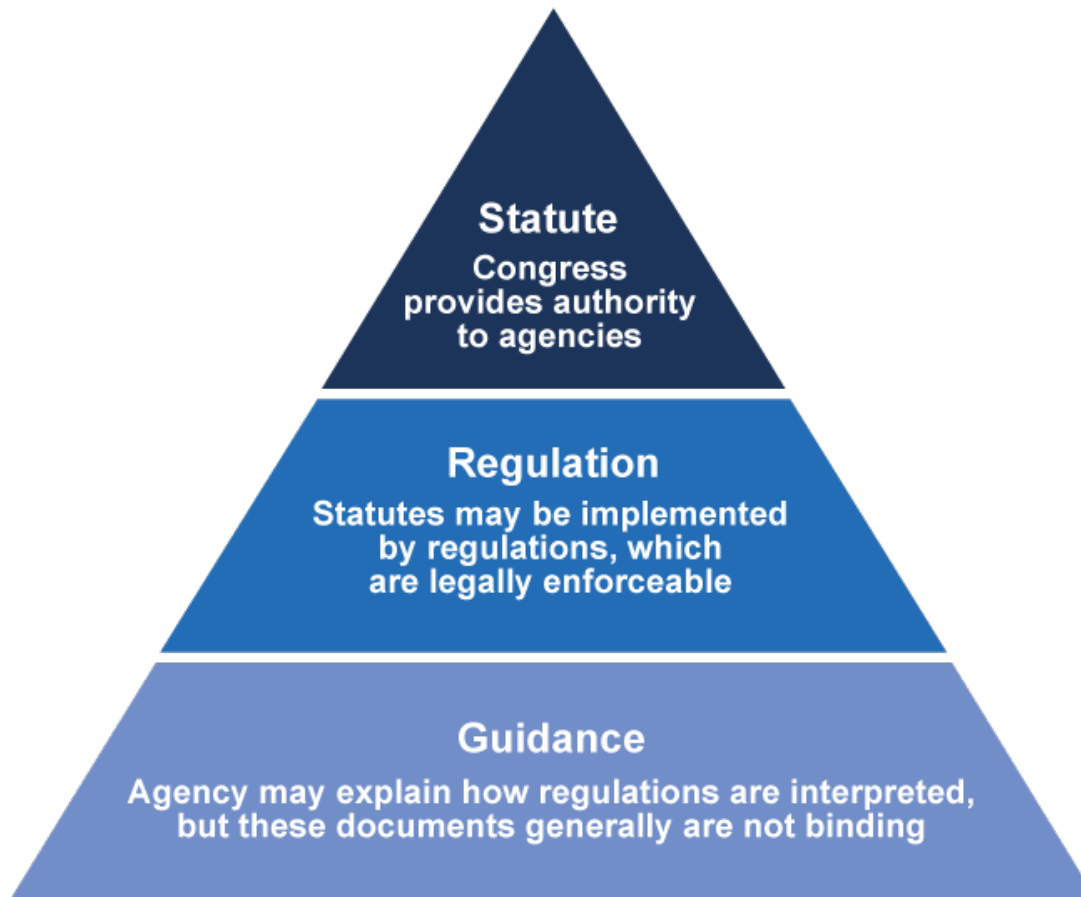 Statute
Congress
provides authority
to agencies
Regulation
Statutes may be implemented
by regulations, which
are legally enforceable
Guidance
Agency may explain how regulations are interpreted,
but these documents generally are not binding